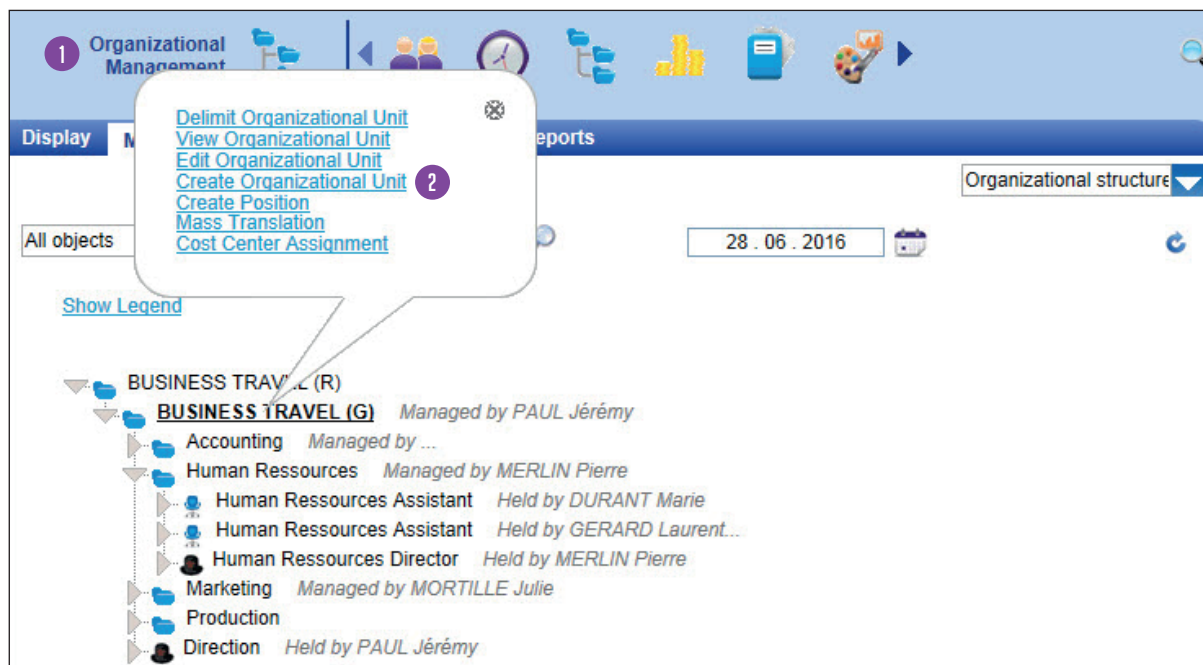 1 Organizational
Management
Delimit Organizational Unit
View Organizational Unit
Edit Organizational Unit
Create Organizational Unit 2
Create Position
Mass Translation
Cost Center Assignment
Display
Organizational structure
All objects
28 . 06 . 2016
Show Legend
BUSINESS TRAVEL (R)
BUSINESS TRAVEL (G) Managed by PAUL Jérémy
Accounting Managed by ...
Human Ressources Managed by MERLIN Pierre
Human Ressources Assistant Held by DURANT Marie
Human Ressources Assistant Held by GERARD Laurent...
Human Ressources Director Held by MERLIN Pierre
Marketing Managed by MORTILLE Julie
Production
Direction Held by PAUL Jérémy